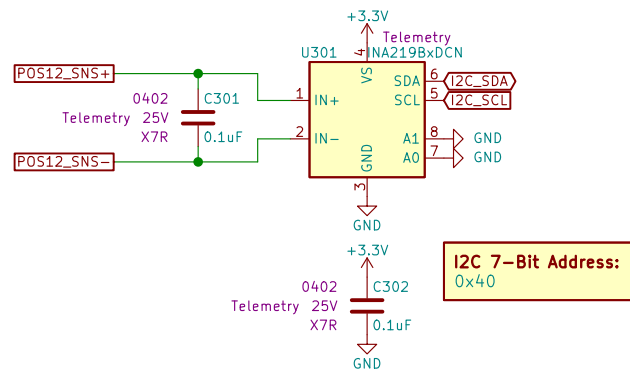 +3.3V
Telemetry
U301
INA219BxDCN
4
VS
POS12_SNS+
SDA
6
I2C_SDA
0402
C301
1
IN+
SCL
5
I2C_SCL
Telemetry
25V
X7R
0.1uF
2
IN-
A1
8
GND
POS12_SNS-
GND
A0
7
GND
3
GND
+3.3V
I2C 7-Bit Address:
0x40
0402
C302
Telemetry
25V
X7R
0.1uF
GND